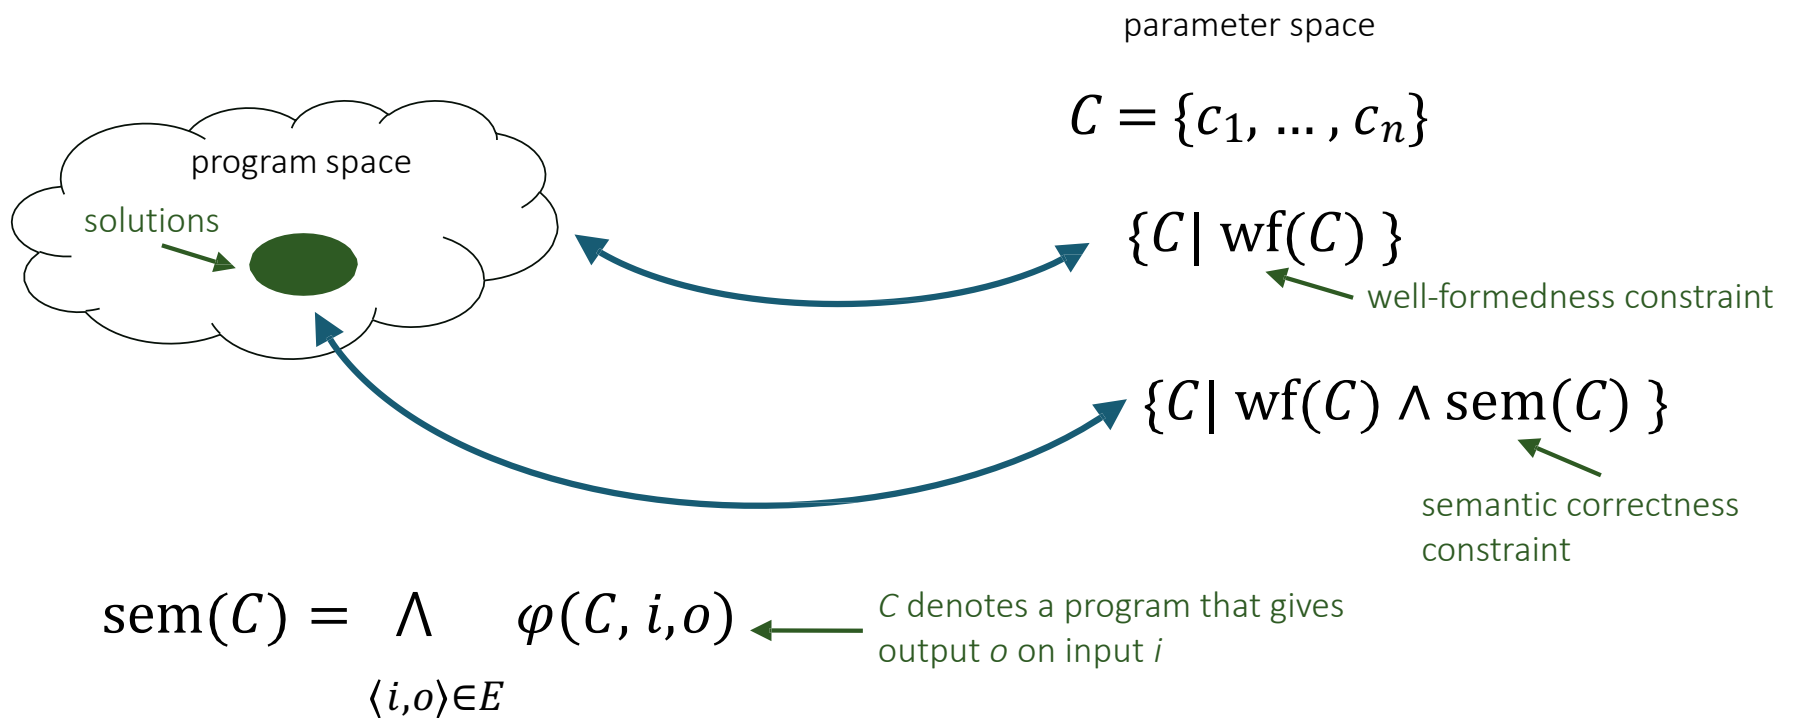 parameter space
C = {c₁, … , cₙ}
program space
solutions
{C| wf(C) }
well-formedness constraint
{C| wf(C) ∧ sem(C) }
semantic correctness
constraint
sem(C) = ∧ φ(C, i,o)
⟨i,o⟩∈E
C denotes a program that gives
output o on input i